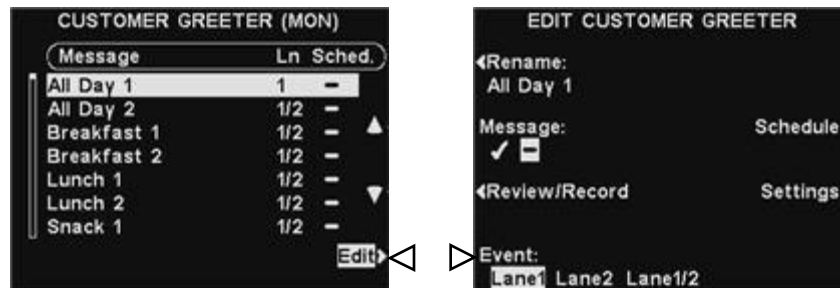 CUSTOMER GREETER (MON)
Message Ln Sched.
All Day 1 1 –
All Day 2 1/2 –
Breakfast 1 1/2 –
Breakfast 2 1/2 –
Lunch 1 1/2 –
Lunch 2 1/2 –
Snack 1 1/2 –
Edit
EDIT CUSTOMER GREETER
Rename:
All Day 1
Message: Schedule
✓ –
Review/Record Settings
Event:
Lane1 Lane2 Lane1/2